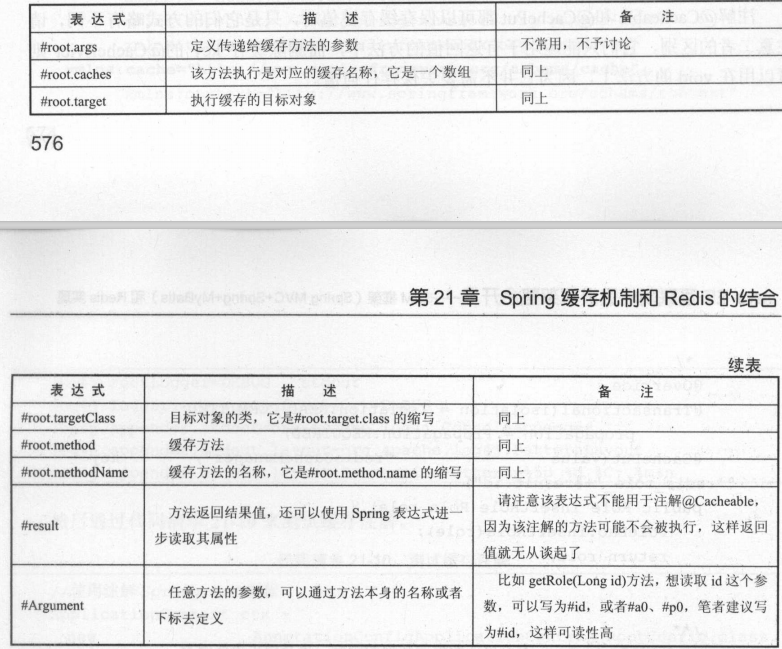 表 达 式 描 述 备 注
#root.args 定义传递给缓存方法的参数 不常用，不予讨论
#root.caches 该方法执行是对应的缓存名称，它是一个数组 同上
#root.target 执行缓存的目标对象 同上
576
第 21 章 Spring 缓存机制和 Redis 的结合
续表
表 达 式 描 述 备 注
#root.targetClass 目标对象的类，它是#root.target.class 的缩写 同上
#root.method 缓存方法 同上
#root.methodName 缓存方法的名称，它是#root.method.name 的缩写 同上
#result 方法返回结果值，还可以使用 Spring 表达式进一
步读取其属性
请注意该表达式不能用于注解@Cacheable，
因为该注解的方法可能不会被执行，这样返回
值就无从谈起了
#Argument 任意方法的参数，可以通过方法本身的名称或者
下标去定义
比如 getRole(Long id)方法，想读取 id 这个参
数，可以写为#id，或者#a0、#p0，笔者建议写
为#id，这样可读性高